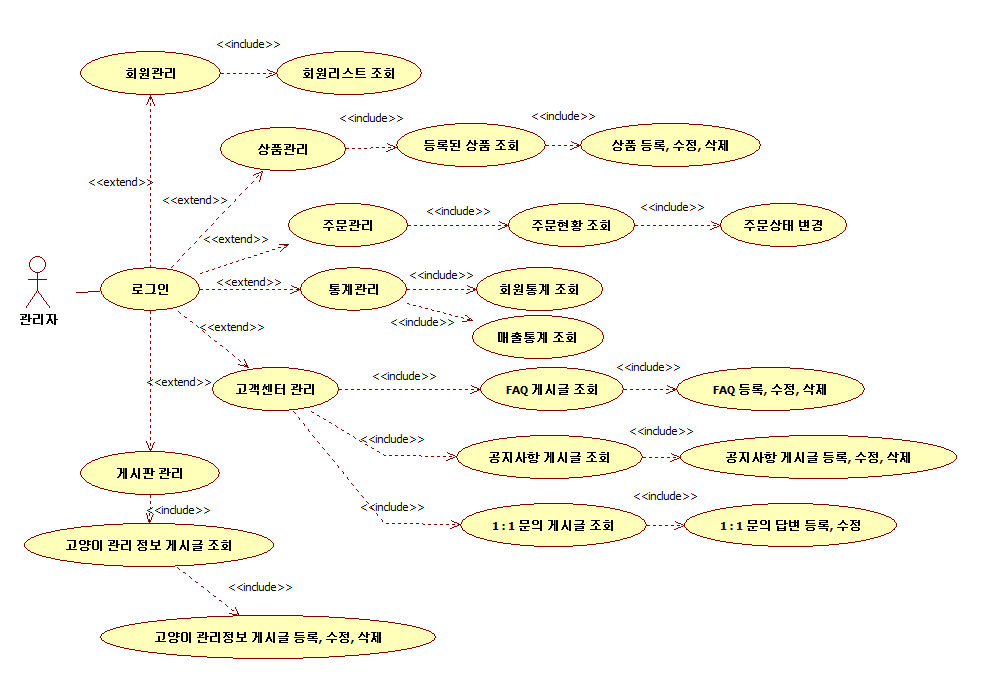 <<include>>
회원관리
회원리스트 조회
<<include>>
<<include>>
상품관리
등록된 상품 조회
상품 등록, 수정, 삭제
<<extend>>
<<extend>>
<<include>>
<<include>>
주문관리
주문현황 조회
주문상태 변경
<<extend>>
<<include>>
<<extend>>
로그인
통계관리
회원통계 조회
관리자
<<include>>
<<extend>>
매출통계 조회
<<include>>
<<include>>
<<extend>>
고객센터 관리
FAQ 게시글 조회
FAQ 등록, 수정, 삭제
<<include>>
<<include>>
공지사항 게시글 조회
공지사항 게시글 등록, 수정, 삭제
게시판 관리
<<include>>
<<include>>
<<include>>
1:1 문의 게시글 조회
1:1 문의 답변 등록, 수정
고양이 관리 정보 게시글 조회
<<include>>
고양이 관리정보 게시글 등록, 수정, 삭제